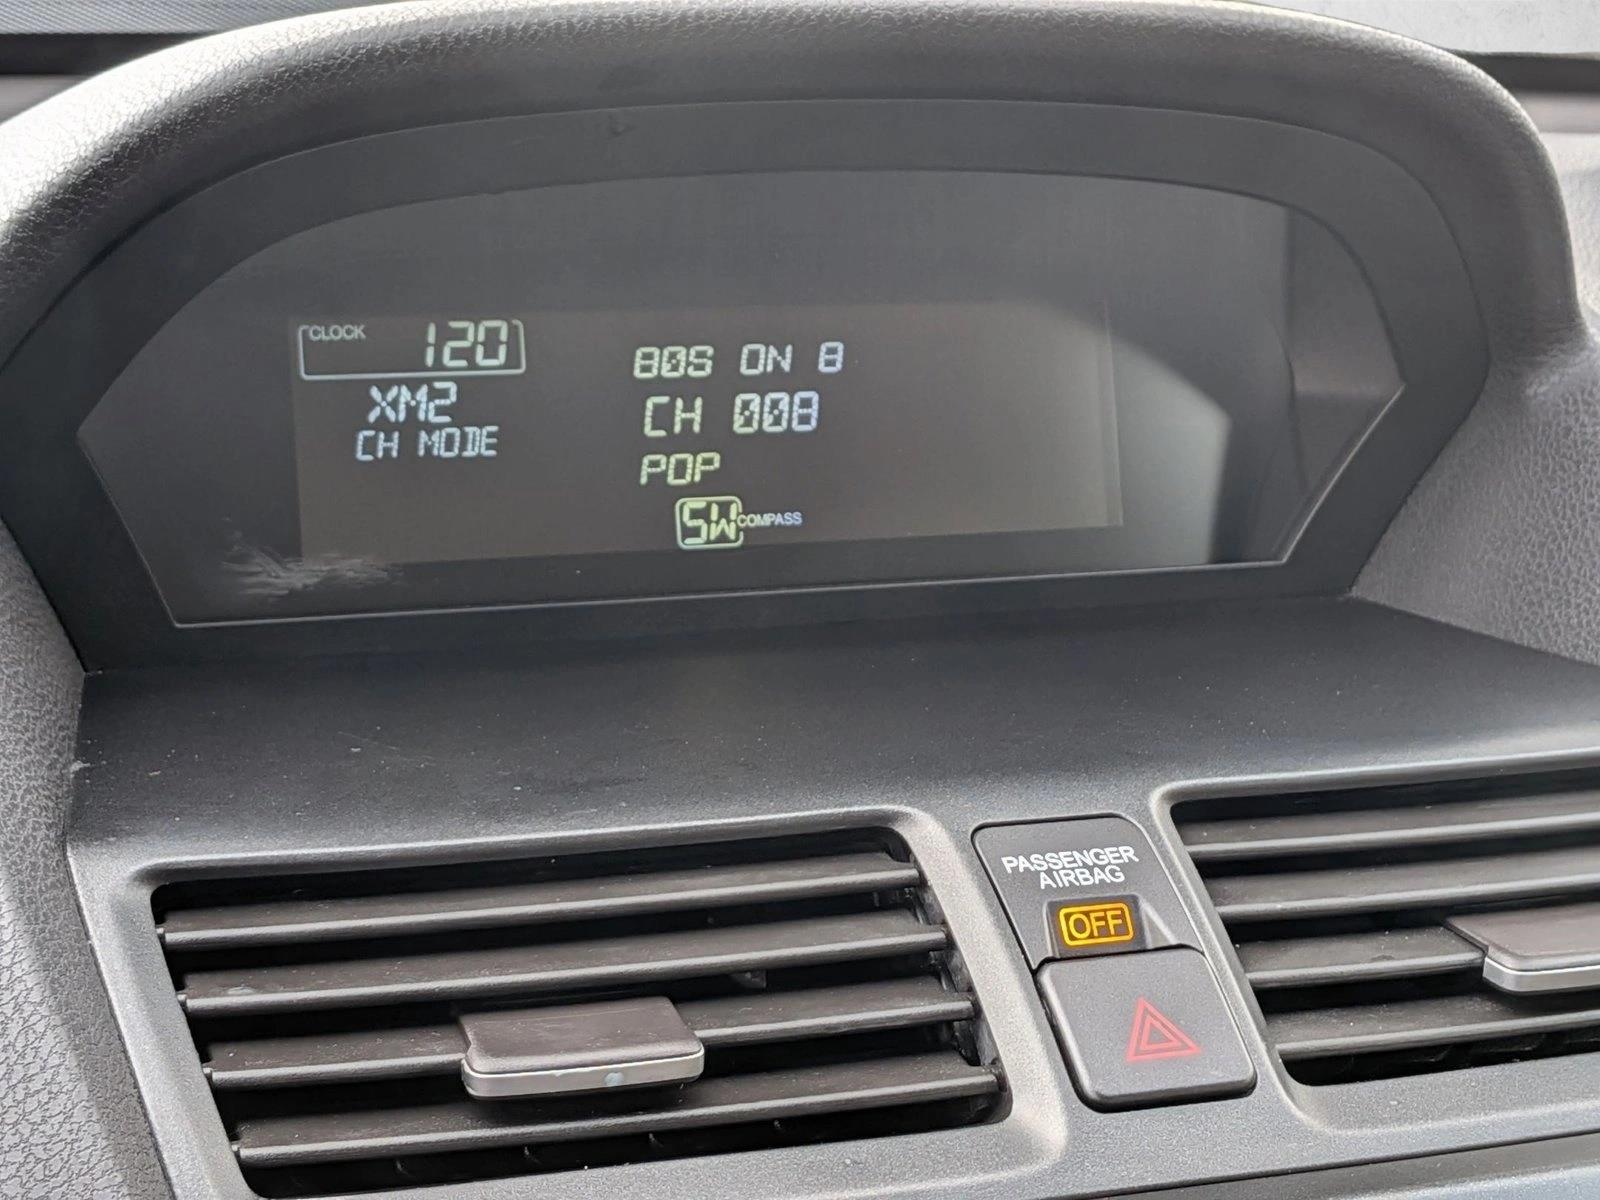 CLOCK 120
XM2
CH MODE
80S ON 8
CH 008
POP
SW COMPASS
PASSENGER
AIRBAG
OFF